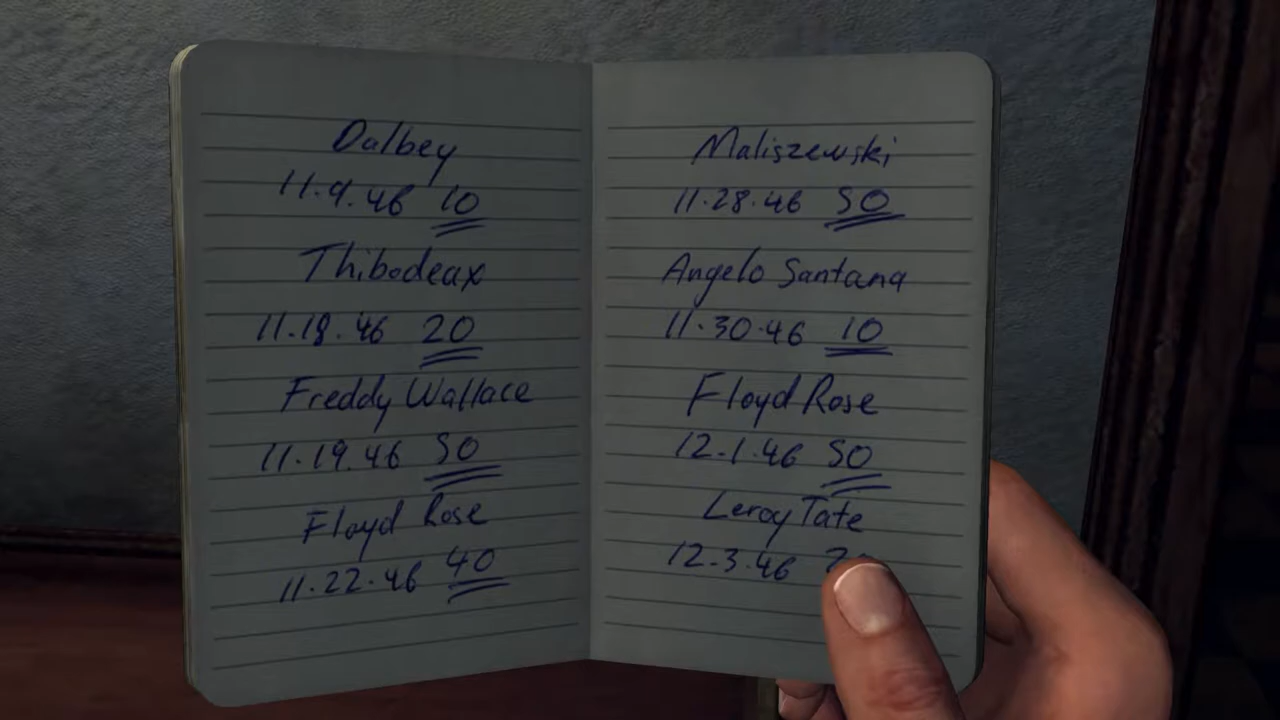 Dalbey
11.9.46 10
Thibodeax
11.18.46 20
Freddy Wallace
11.19.46 50
Floyd Rose
11.22.46 40
Maliszewski
11.28.46 50
Angelo Santana
11.30.46 10
Floyd Rose
12.1.46 50
Leroy Tate
12.3.46